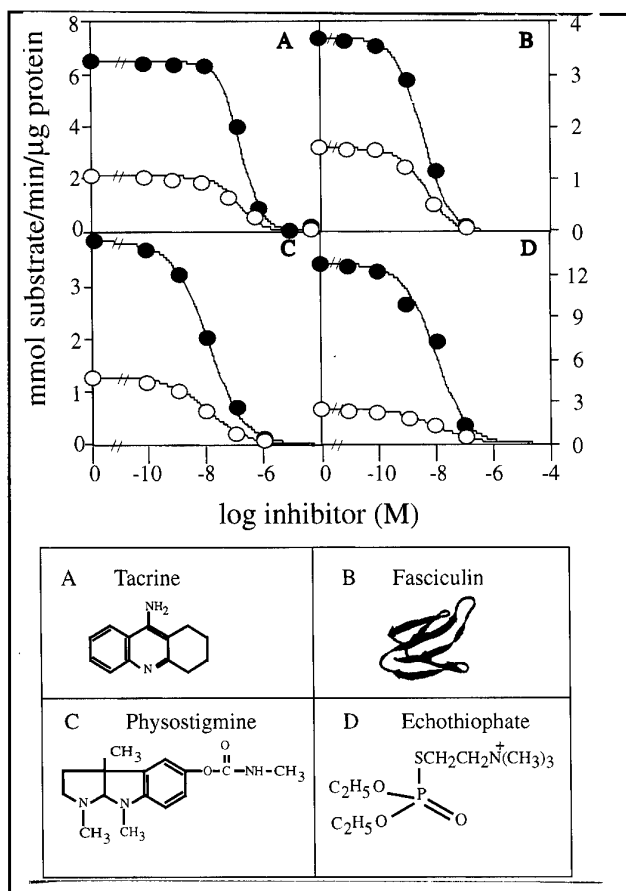 mmol substrate/min/µg protein
8
6
4
2
0
A
B
4
3
2
1
0
3
2
1
0
C
D
12
9
6
3
0
0 -10 -8 -6 0 -10 -8 -6 -4
log inhibitor (M)
A Tacrine
NH2
N
B Fasciculin
C Physostigmine
CH3
O
O-C-NH-CH3
N N
CH3 CH3
D Echothiophate
+
SCH2CH2N(CH3)3
C2H5O
P
C2H5O O